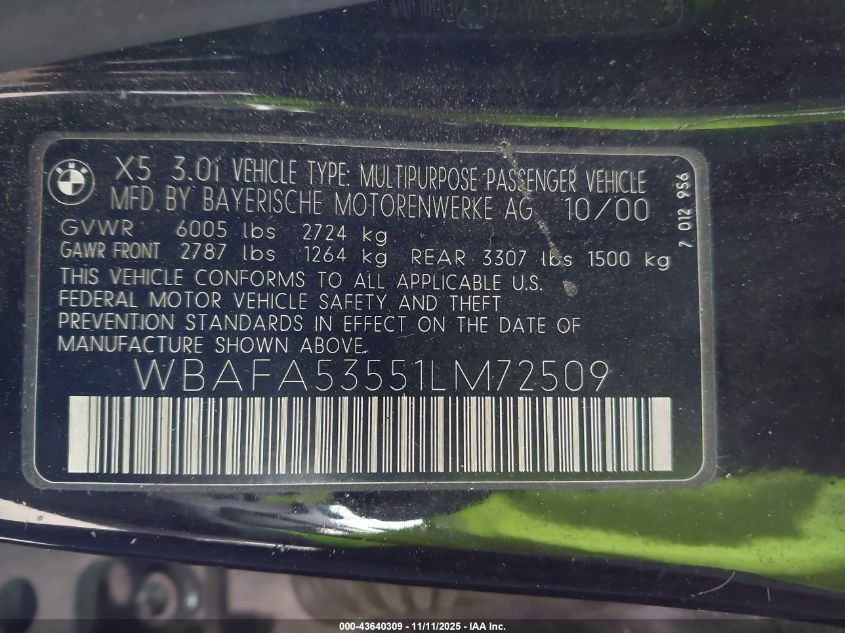 BMW
X5 3.0i VEHICLE TYPE: MULTIPURPOSE PASSENGER VEHICLE
MFD. BY BAYERISCHE MOTORENWERKE AG 10/00
GVWR 6005 lbs 2724 kg
GAWR FRONT 2787 lbs 1264 kg REAR 3307 lbs 1500 kg
THIS VEHICLE CONFORMS TO ALL APPLICABLE U.S.
FEDERAL MOTOR VEHICLE SAFETY AND THEFT
PREVENTION STANDARDS IN EFFECT ON THE DATE OF
MANUFACTURE SHOWN ABOVE.
WBAFA53551LM72509
7 012 956
000-43640309 - 11/11/2025 - IAA Inc.